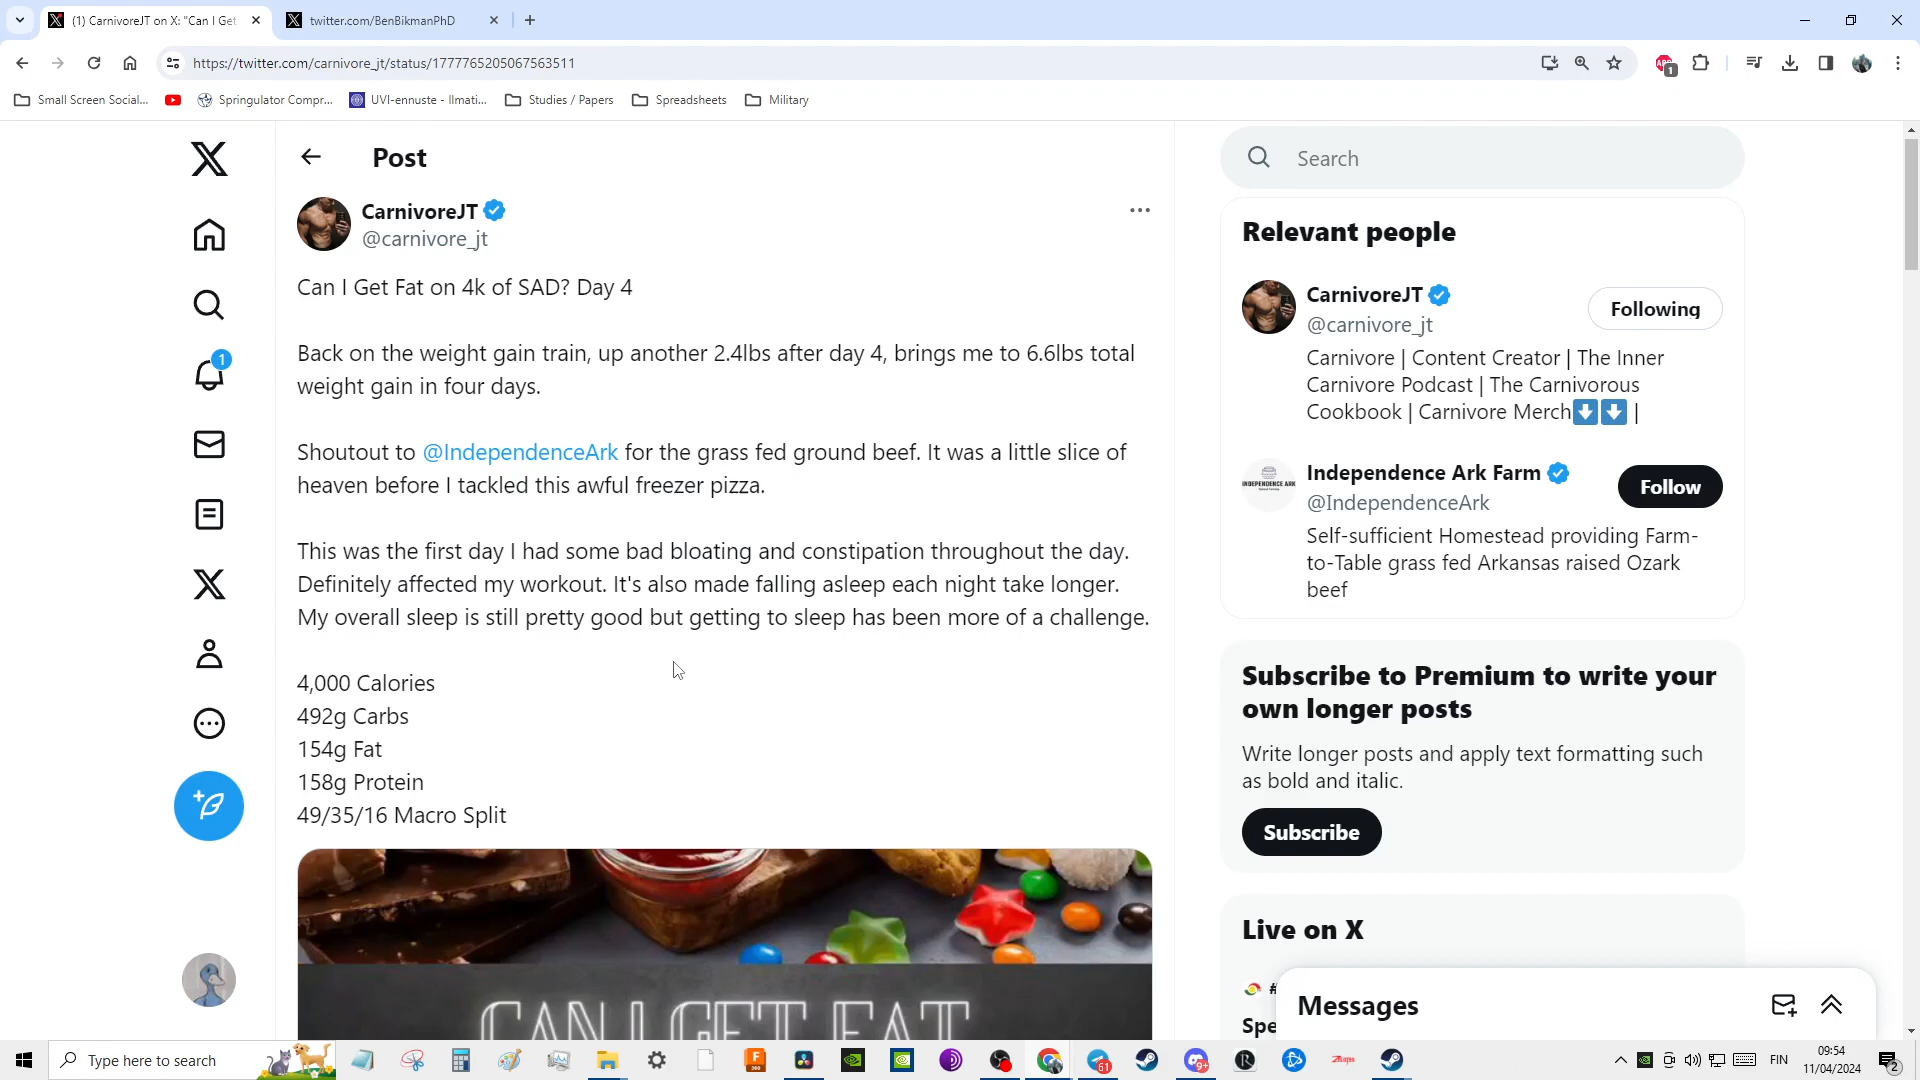 (1) CarnivoreJT on X: "Can I Get
twitter.com/BenBikmanPhD
https://twitter.com/carnivore_jt/status/1777765205067563511
1
Small Screen Social...
Springulator Compr...
UVI-ennuste - Ilmati...
Studies / Papers
Spreadsheets
Military
Post
CarnivoreJT
@carnivore_jt
Can I Get Fat on 4k of SAD? Day 4
Back on the weight gain train, up another 2.4lbs after day 4, brings me to 6.6lbs total
weight gain in four days.
Shoutout to @IndependenceArk for the grass fed ground beef. It was a little slice of
heaven before I tackled this awful freezer pizza.
This was the first day I had some bad bloating and constipation throughout the day.
Definitely affected my workout. It's also made falling asleep each night take longer.
My overall sleep is still pretty good but getting to sleep has been more of a challenge.
4,000 Calories
492g Carbs
154g Fat
158g Protein
49/35/16 Macro Split
CAN I GET FAT
1
Search
Relevant people
CarnivoreJT
Following
@carnivore_jt
Carnivore | Content Creator | The Inner
Carnivore Podcast | The Carnivorous
Cookbook | Carnivore Merch⬇️⬇️ |
INDEPENDENCE ARK
Independence Ark Farm
Follow
@IndependenceArk
Self-sufficient Homestead providing Farm-
to-Table grass fed Arkansas raised Ozark
beef
Subscribe to Premium to write your
own longer posts
Write longer posts and apply text formatting such
as bold and italic.
Subscribe
Live on X
#
Spe
Messages
Type here to search
61
9+
FIN
09:54
11/04/2024
2